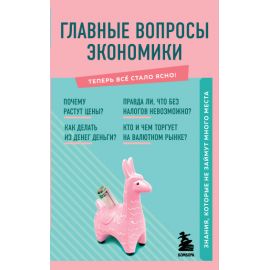 ГЛАВНЫЕ ВОПРОСЫ
ЭКОНОМИКИ
ТЕПЕРЬ ВСЁ СТАЛО ЯСНО!
ПОЧЕМУ
РАСТУТ ЦЕНЫ?
ПРАВДА ЛИ, ЧТО БЕЗ
НАЛОГОВ НЕВОЗМОЖНО?
КАК ДЕЛАТЬ
ИЗ ДЕНЕГ ДЕНЬГИ?
КТО И ЧЕМ ТОРГУЕТ
НА ВАЛЮТНОМ РЫНКЕ?
ЗНАНИЯ, КОТОРЫЕ НЕ ЗАЙМУТ МНОГО МЕСТА
БОМБОРА